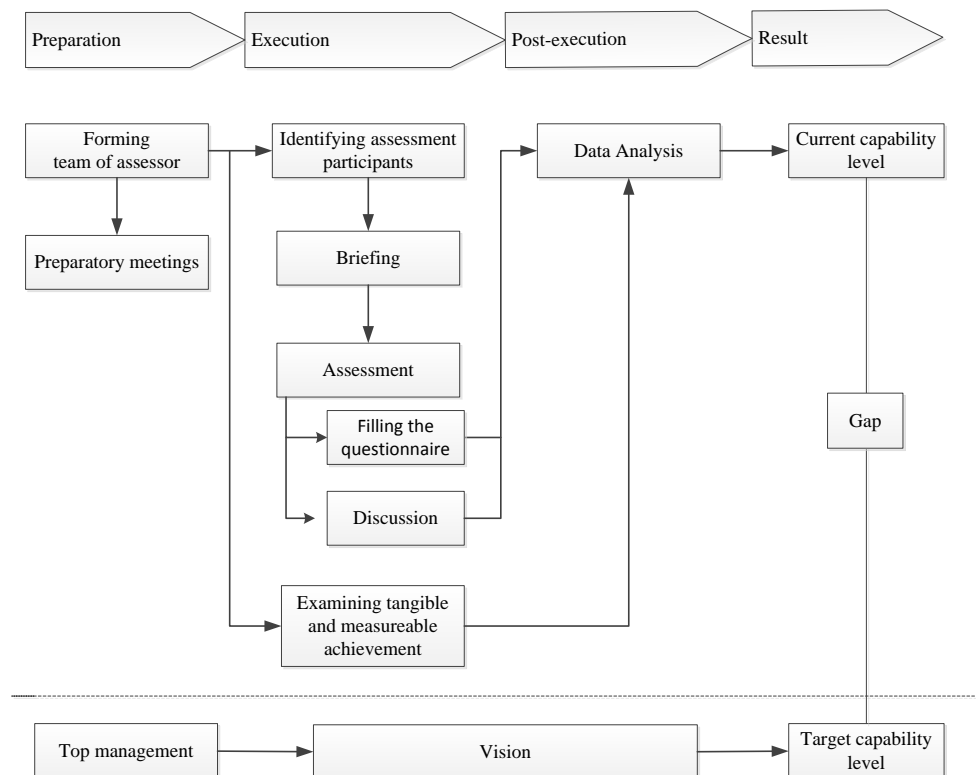 Preparation
Execution
Post-execution
Result
Forming
team of assessor
Identifying assessment
participants
Data Analysis
Current capability
level
Preparatory meetings
Briefing
Assessment
Filling the
questionnaire
Gap
Discussion
Examining tangible
and measureable
achievement
Top management
Vision
Target capability
level